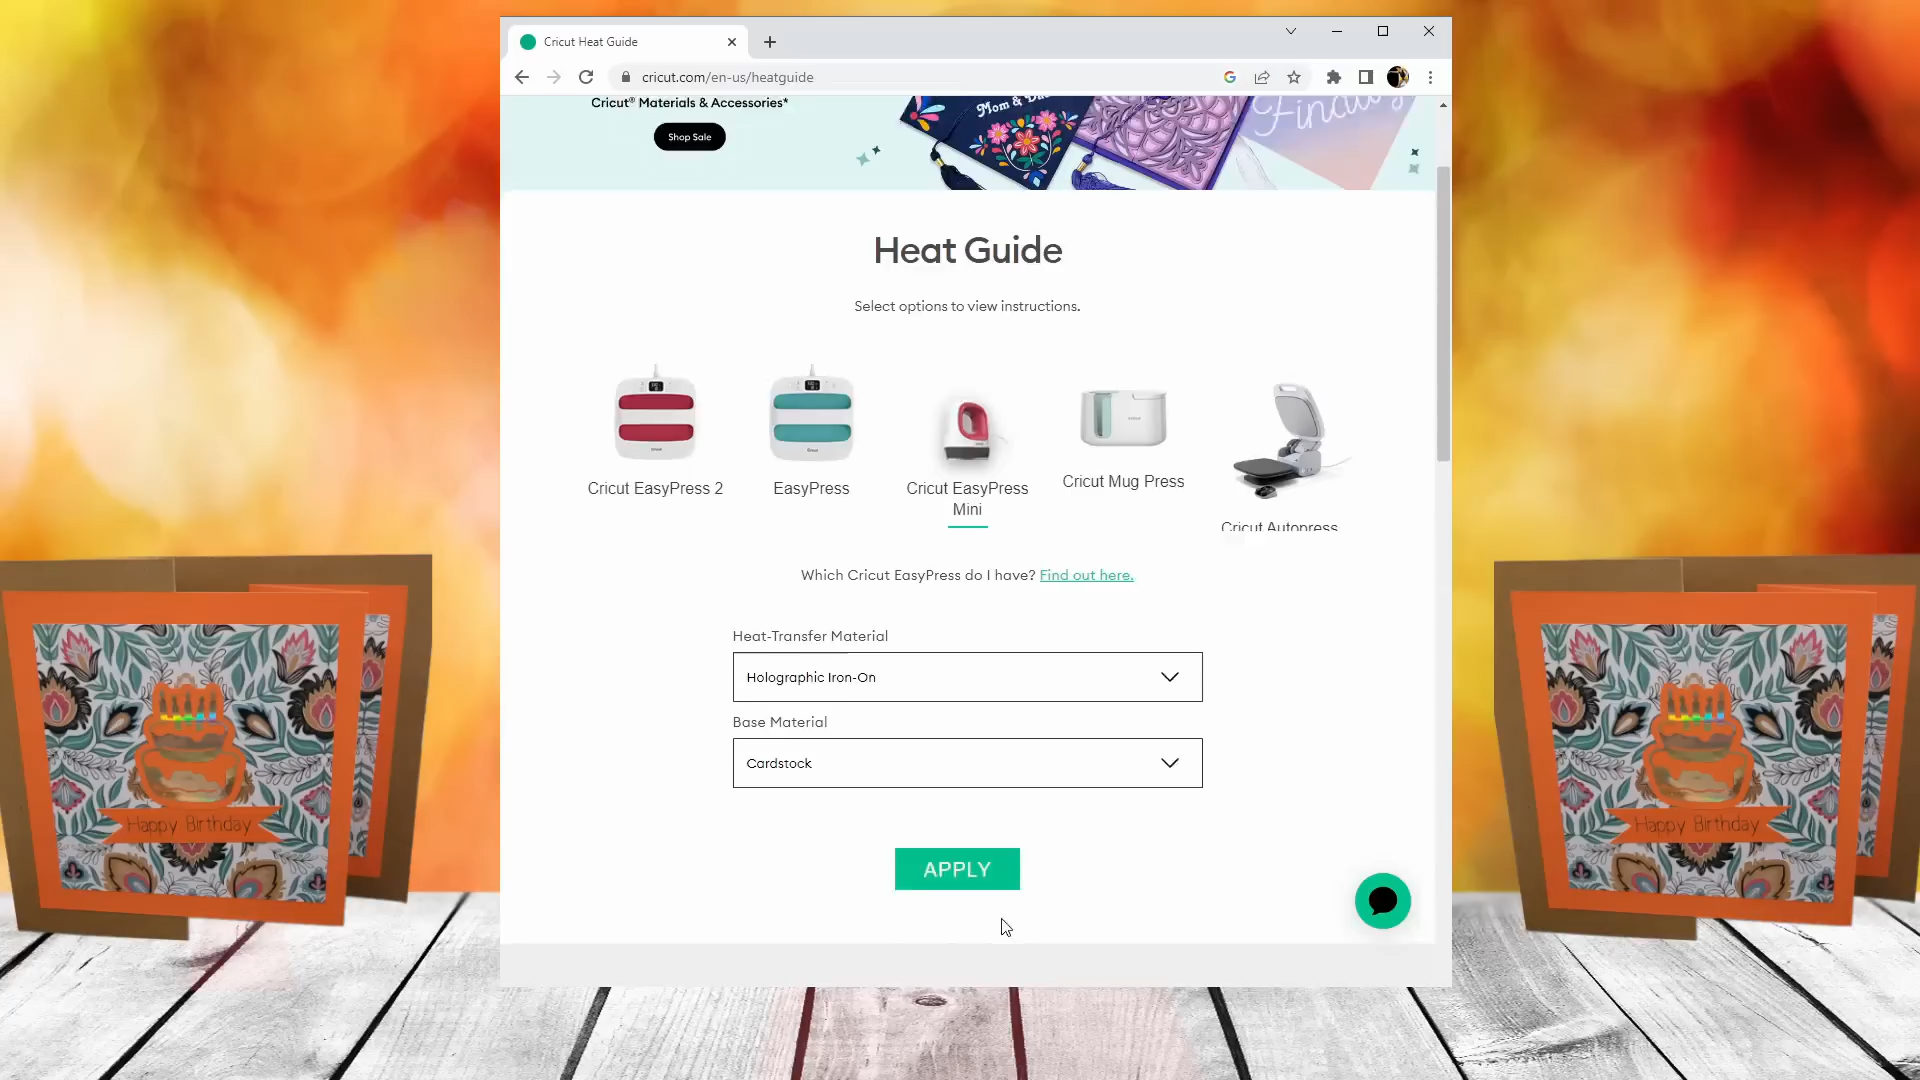 Cricut Heat Guide
cricut.com/en-us/heatguide
Cricut® Materials & Accessories*
Shop Sale
Mom & Da
Heat Guide
Select options to view instructions.
Cricut EasyPress 2
EasyPress
Cricut EasyPress
Mini
Cricut Mug Press
Cricut Autopress
Which Cricut EasyPress do I have? Find out here.
Heat-Transfer Material
Holographic Iron-On
Base Material
Cardstock
APPLY
Happy Birthday
Happy Birthday